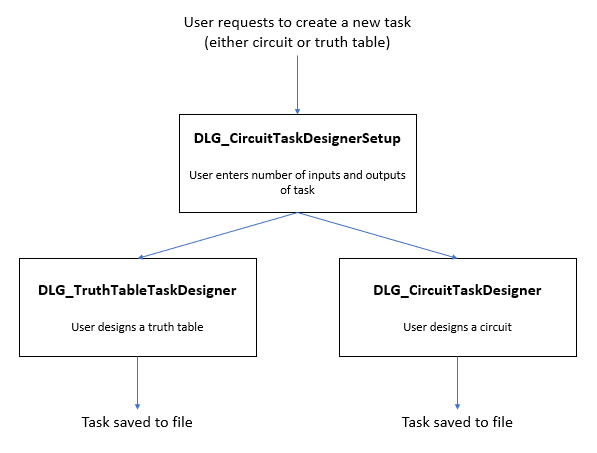 User requests to create a new task
(either circuit or truth table)
DLG_CircuitTaskDesignerSetup
User enters number of inputs and outputs
of task
DLG_TruthTableTaskDesigner
User designs a truth table
DLG_CircuitTaskDesigner
User designs a circuit
Task saved to file
Task saved to file